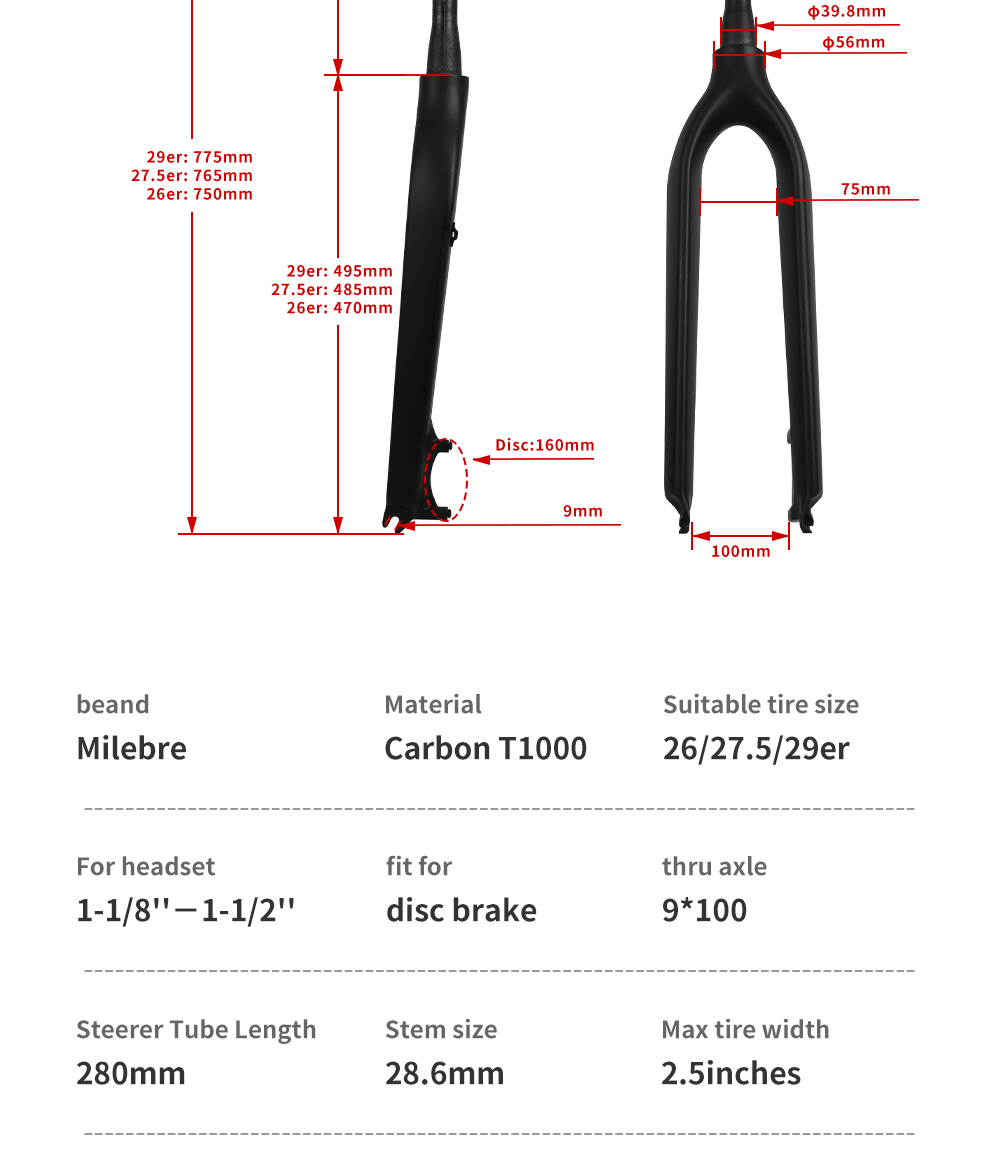 ф39.8mm
ф56mm
29er: 775mm
27.5er: 765mm
26er: 750mm
75mm
29er: 495mm
27.5er: 485mm
26er: 470mm
Disc:160mm
9mm
100mm
beand
Material
Suitable tire size
Milebre
Carbon T1000
26/27.5/29er
For headset
fit for
thru axle
1-1/8''－1-1/2''
disc brake
9*100
Steerer Tube Length
Stem size
Max tire width
280mm
28.6mm
2.5inches